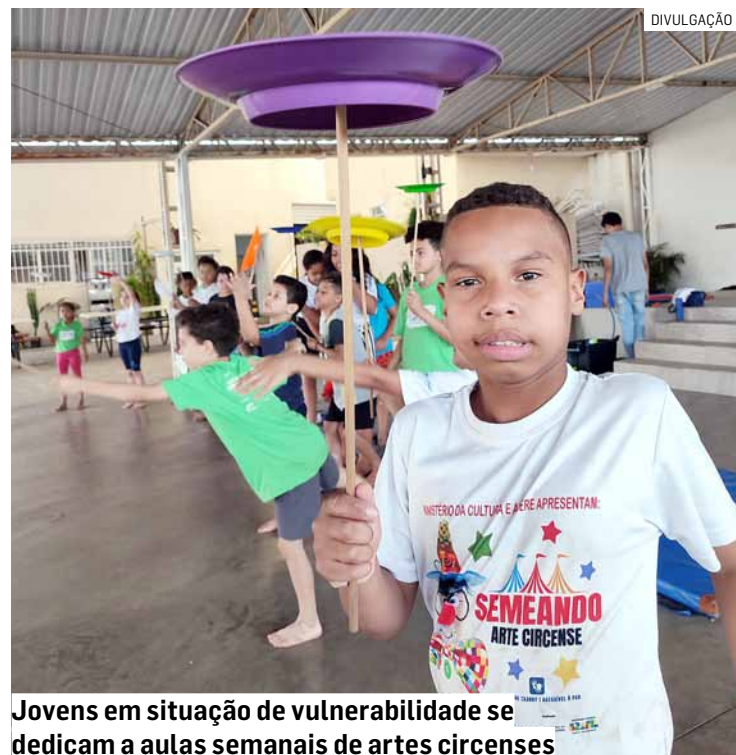 DIVULGAÇÃO
MINISTÉRIO DA CULTURA E APRESENTAM:
SEMEANDO
ARTE CIRCENSE
Jovens em situação de vulnerabilidade se
dedicam a aulas semanais de artes circenses